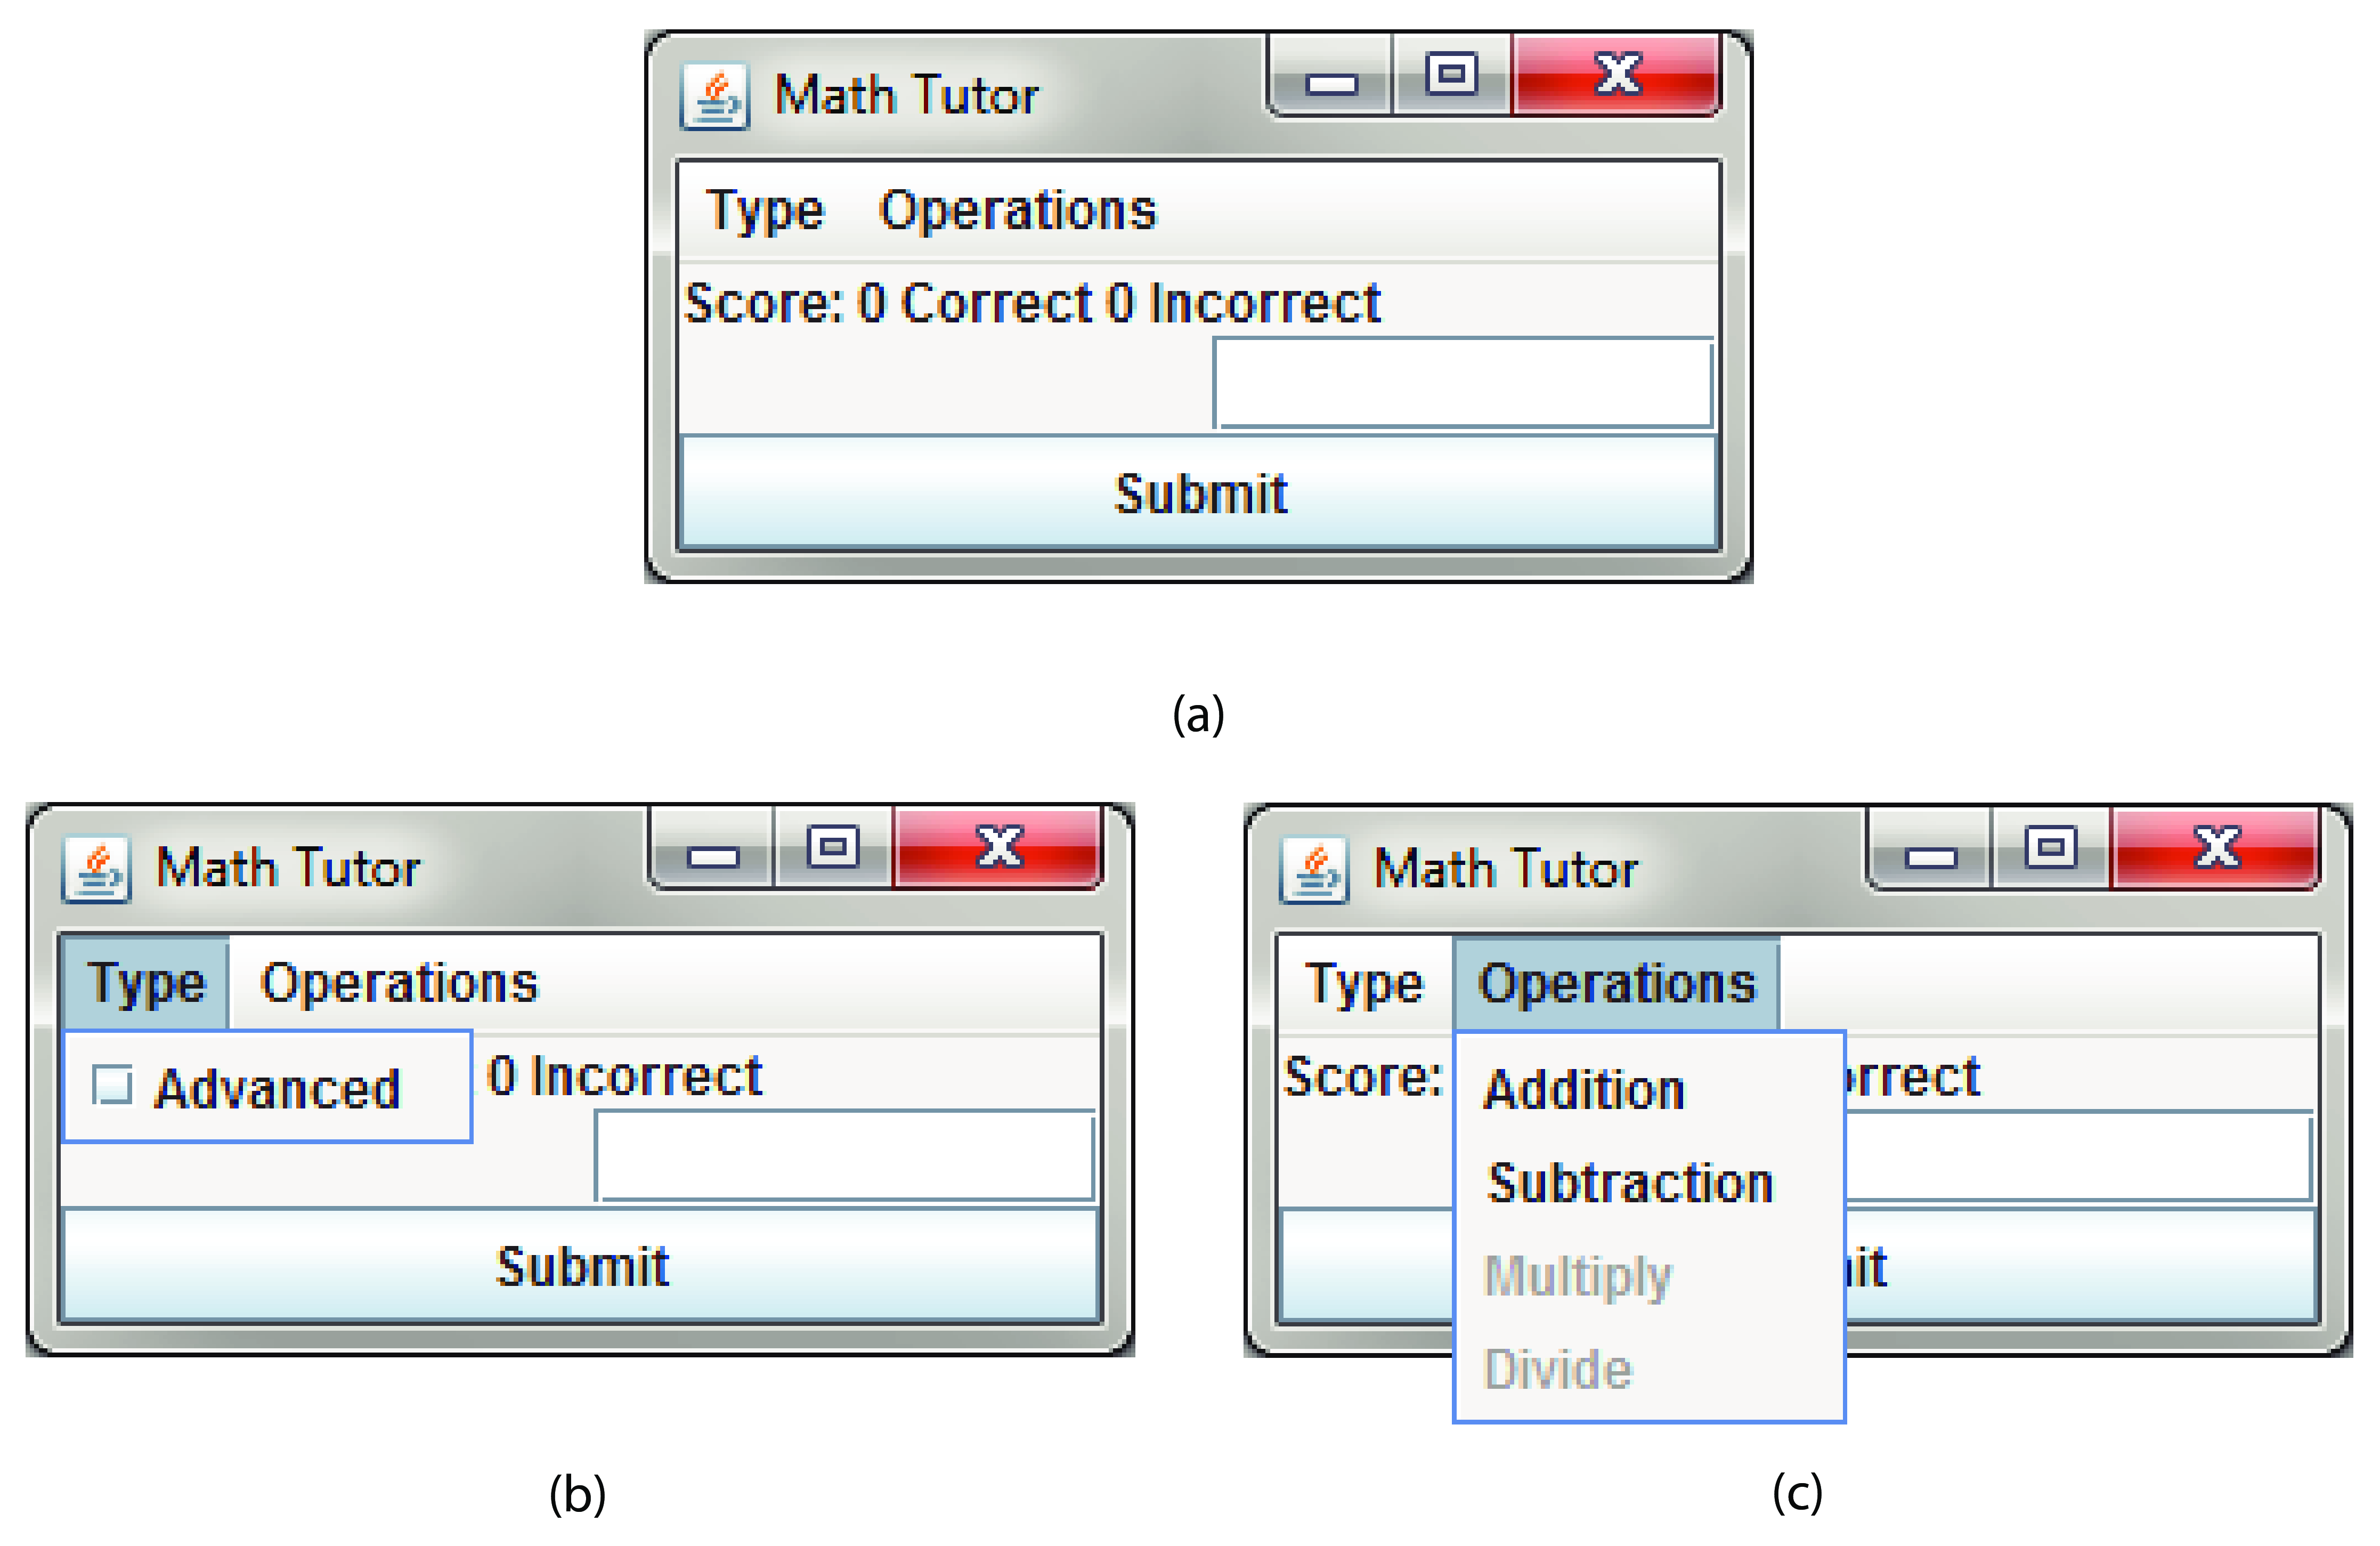 Math Tutor
Type Operations
Score: 0 Correct 0 Incorrect
Submit
(a)
Math Tutor
Type Operations
Advanced 0 Incorrect
Submit
(b)
Math Tutor
Type Operations
Score: Addition rrect
Subtraction
Multiply it
Divide
(c)